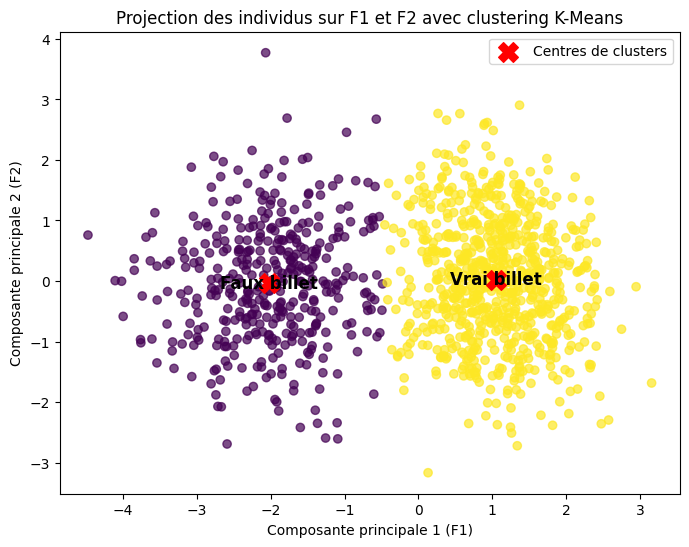 Projection des individus sur F1 et F2 avec clustering K-Means
Centres de clusters
4
3
2
1
0
−1
−2
−3
Composante principale 2 (F2)
Faux billet
Vrai billet
−4 −3 −2 −1 0 1 2 3
Composante principale 1 (F1)